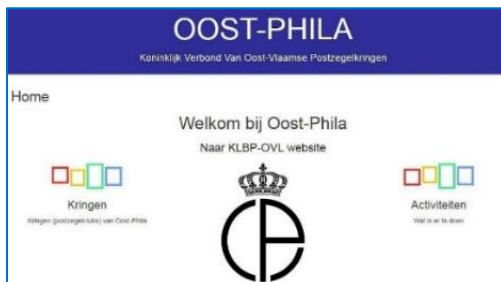 OOST-PHILA
Koninklijk Verbond Van Oost-Vlaamse Postzegelkringen
Home
Welkom bij Oost-Phila
Naar KLBP-OVL website
Kringen
Kringen (postzegelclubs) van Oost-Phila
Activiteiten
Wat is er te doen